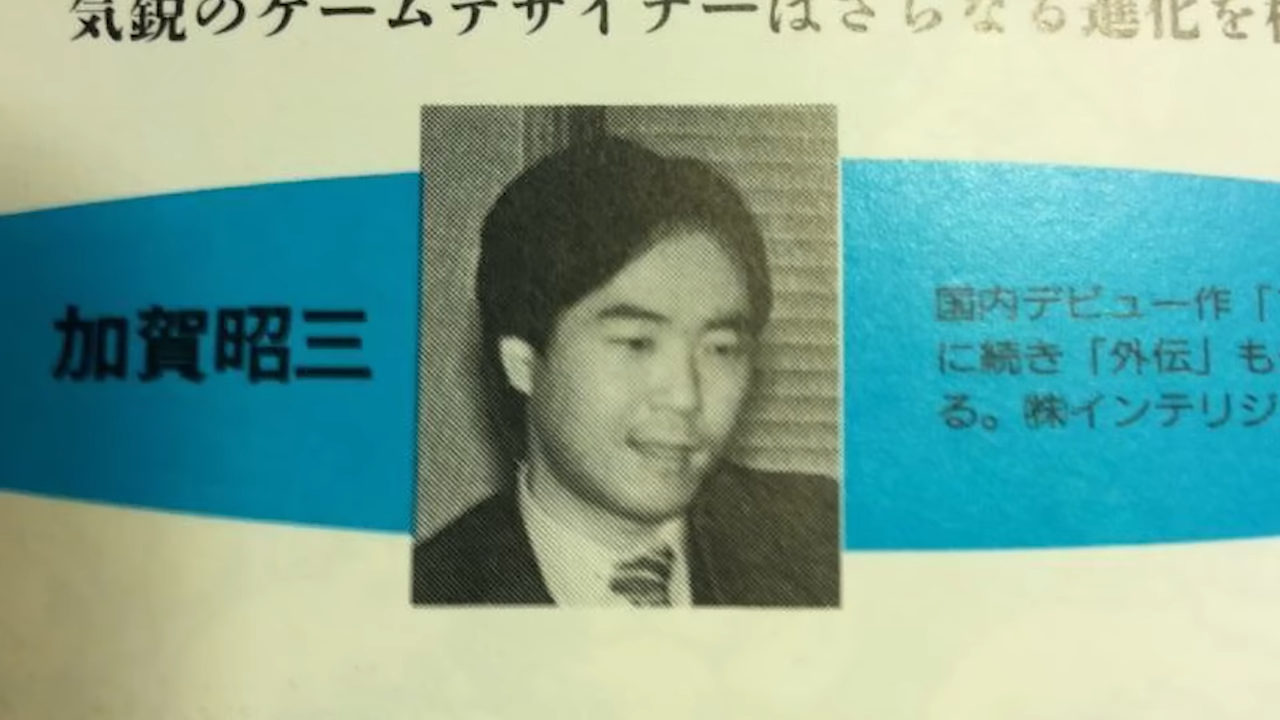 気鋭のゲームデザイナーはさらなる進化を
加賀昭三
国内デビュー作「
に続き「外伝」も
る。㈱インテリジ